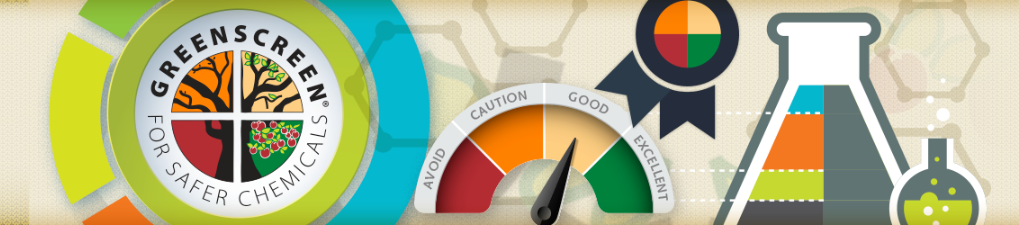 GREENSCREEN®
FOR SAFER CHEMICALS
AVOID
CAUTION
GOOD
EXCELLENT